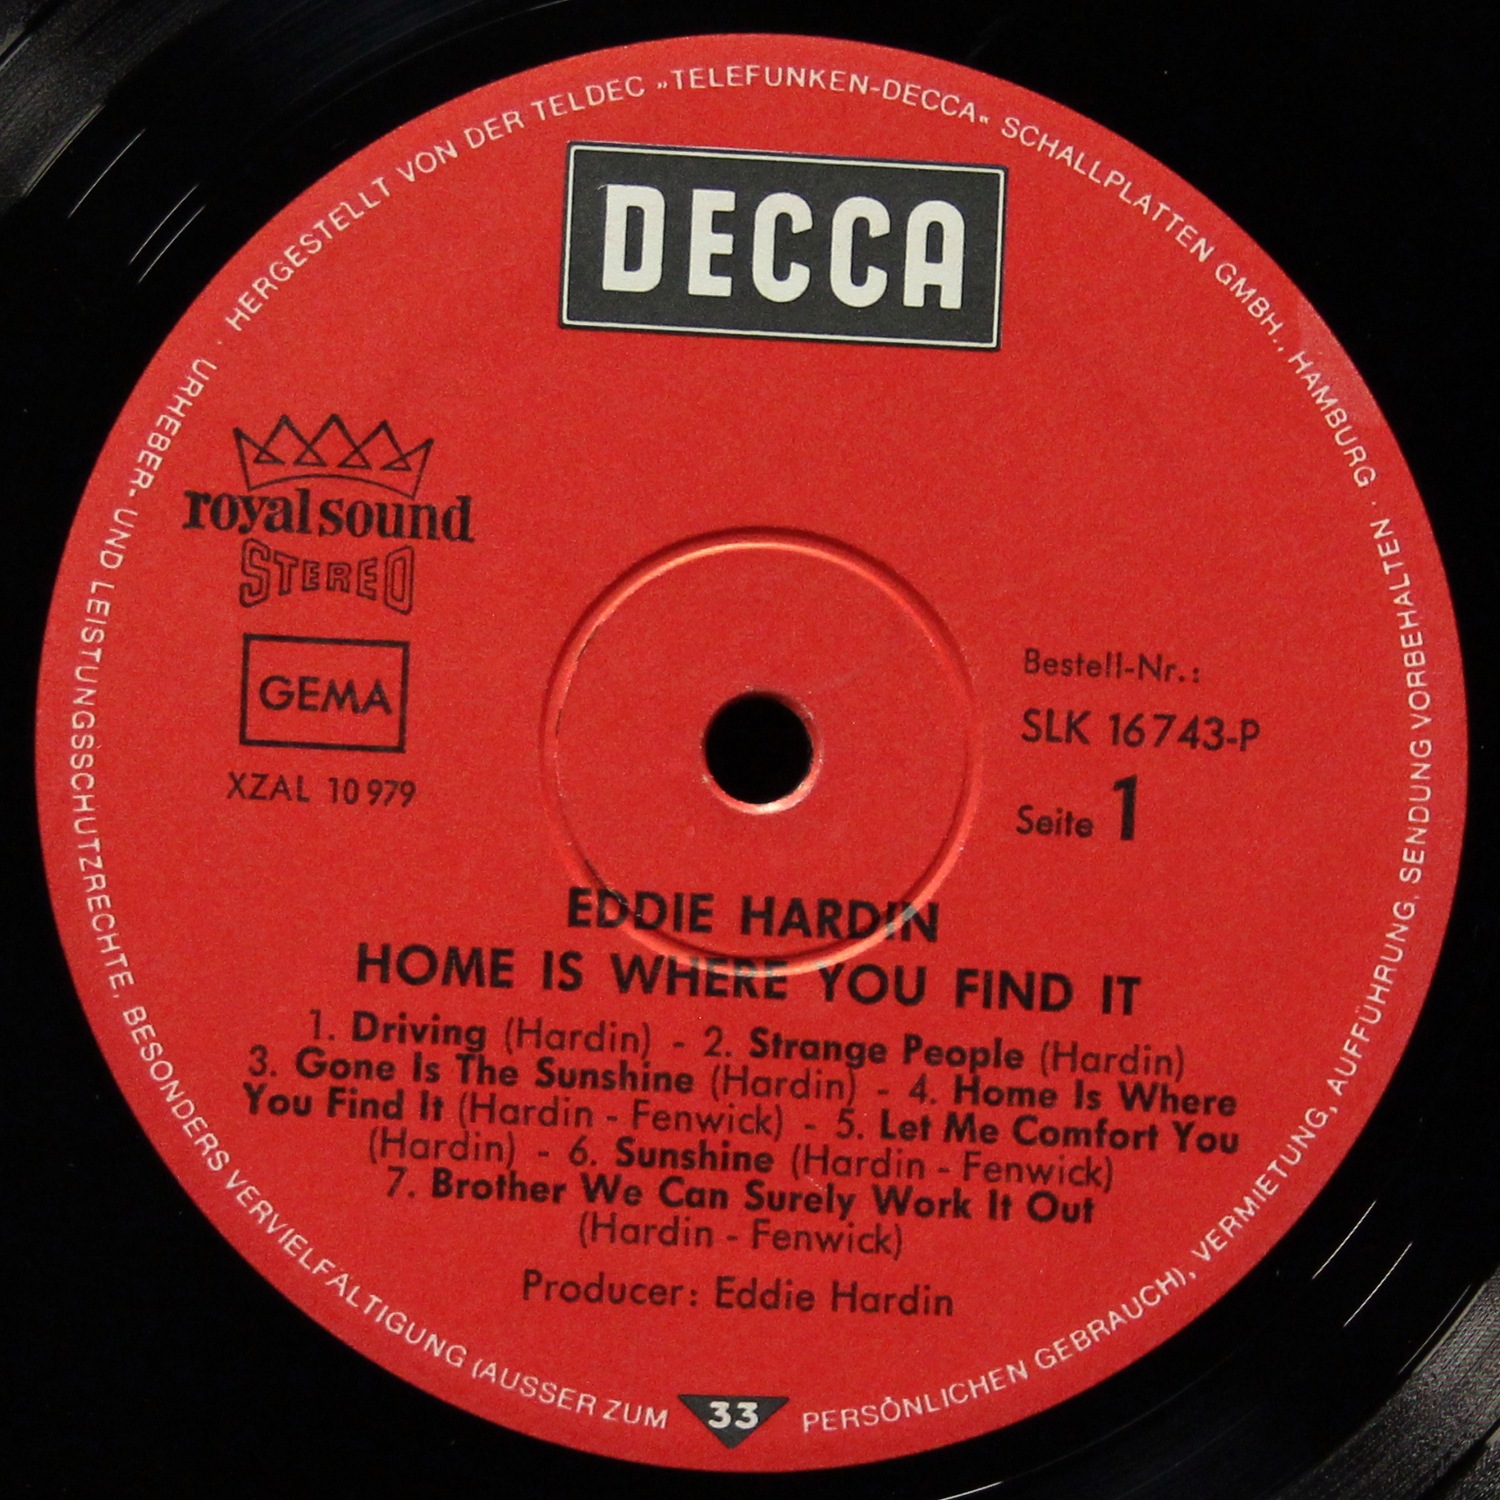 HERGESTELLT VON DER TELDEC »TELEFUNKEN-DECCA« SCHALLPLATTEN GMBH., HAMBURG · URHEBER- UND LEISTUNGSSCHUTZRECHTE, BESONDERS VERVIELFÄLTIGUNG (AUSSER ZUM PERSÖNLICHEN GEBRAUCH), VERMIETUNG, AUFFÜHRUNG, SENDUNG VORBEHALTEN ·
DECCA
royal sound
STEREO
GEMA
XZAL 10 979
Bestell-Nr.:
SLK 16 743-P
Seite 1
EDDIE HARDIN
HOME IS WHERE YOU FIND IT
1. Driving (Hardin) - 2. Strange People (Hardin)
3. Gone Is The Sunshine (Hardin) - 4. Home Is Where
You Find It (Hardin - Fenwick) - 5. Let Me Comfort You
(Hardin) - 6. Sunshine (Hardin - Fenwick)
7. Brother We Can Surely Work It Out
(Hardin - Fenwick)
Producer: Eddie Hardin
33